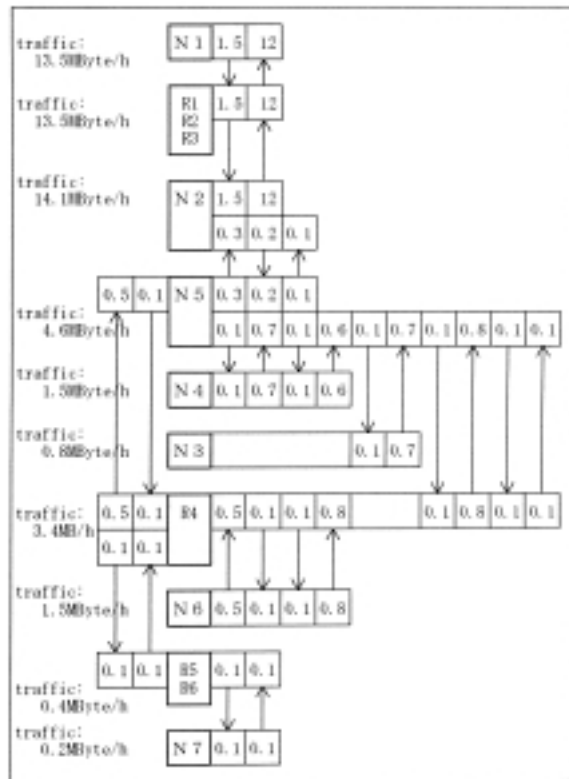 traffic:
13.5MByte/h
N 1 1.5 12
traffic:
13.5MByte/h
R1 1.5 12
R2
R3
traffic:
14.1MByte/h
N 2 1.5 12
0.3 0.2 0.1
0.5 0.1 N 5 0.3 0.2 0.1
traffic:
4.6MByte/h
0.1 0.7 0.1 0.6 0.1 0.7 0.1 0.8 0.1 0.1
traffic:
1.5MByte/h
N 4 0.1 0.7 0.1 0.6
traffic:
0.8MByte/h
N 3 0.1 0.7
traffic:
3.4MB/h
0.5 0.1 R4 0.5 0.1 0.1 0.8 0.1 0.8 0.1 0.1
0.1 0.1
traffic:
1.5MByte/h
N 6 0.5 0.1 0.1 0.8
0.1 0.1 R5 0.1 0.1
R6
traffic:
0.4MByte/h
traffic:
0.2MByte/h
N 7 0.1 0.1